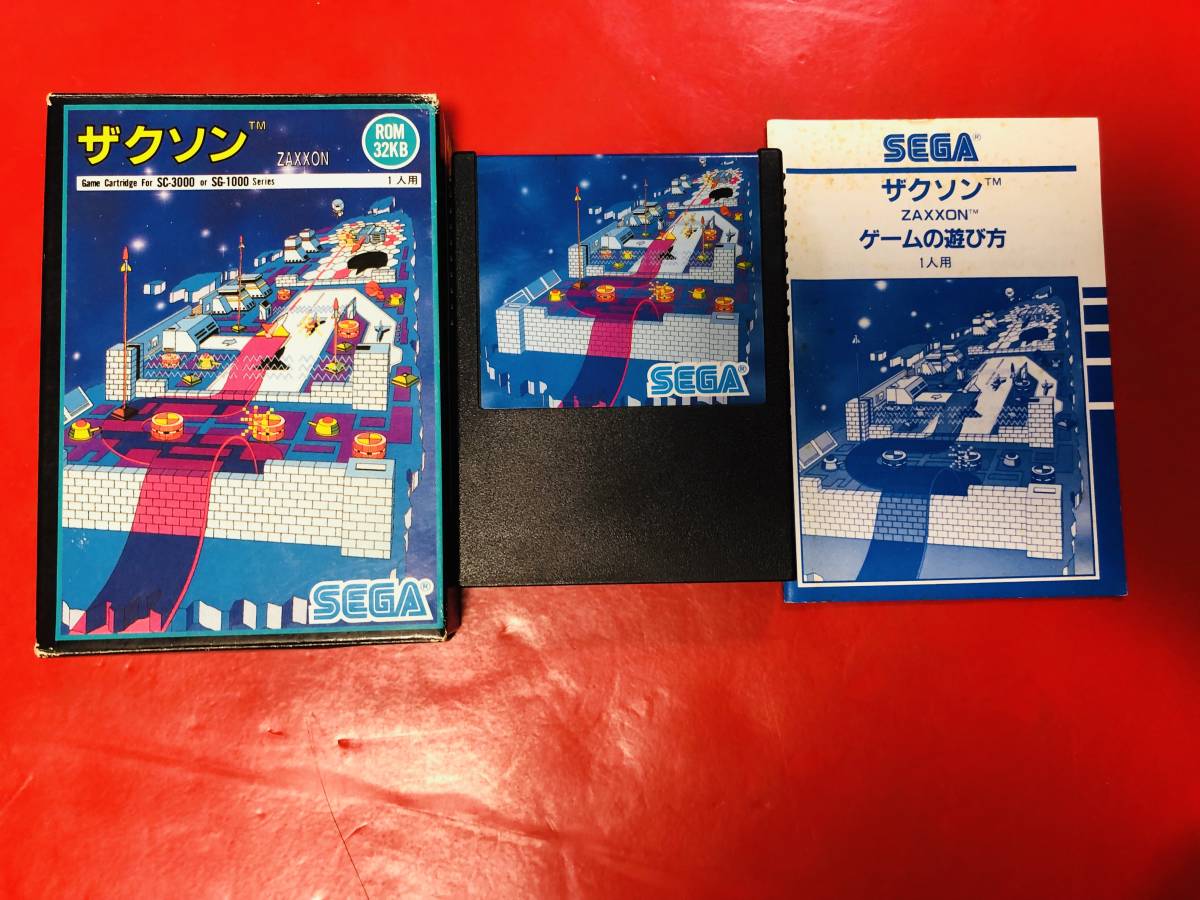 ザクソン™
ZAXXON
ROM
32KB
Game Cartridge For SC-3000 or SG-1000 Series
1人用
SEGA®
SEGA®
SEGA®
ザクソン™
ZAXXON™
ゲームの遊び方
1人用